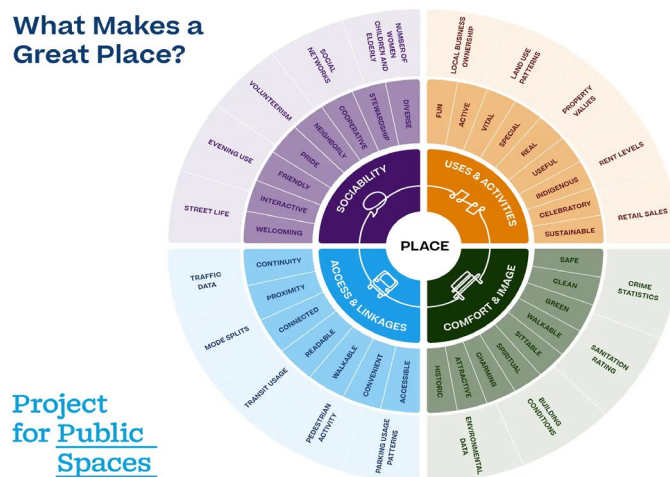 What Makes a
Great Place?
PLACE
SOCIABILITY
USES & ACTIVITIES
ACCESS & LINKAGES
COMFORT & IMAGE
WELCOMING
INTERACTIVE
FRIENDLY
PRIDE
NEIGHBORLY
COOPERATIVE
STEWARDSHIP
DIVERSE
STREET LIFE
EVENING USE
VOLUNTEERISM
SOCIAL
NETWORKS
NUMBER OF
WOMEN
CHILDREN AND
ELDERLY
FUN
ACTIVE
VITAL
SPECIAL
REAL
USEFUL
INDIGENOUS
CELEBRATORY
SUSTAINABLE
LOCAL BUSINESS
OWNERSHIP
LAND USE
PATTERNS
PROPERTY
VALUES
RENT LEVELS
RETAIL SALES
SAFE
CLEAN
GREEN
WALKABLE
SITTABLE
SPIRITUAL
CHARMING
ATTRACTIVE
HISTORIC
CRIME
STATISTICS
SANITATION
RATING
BUILDING
CONDITIONS
ENVIRONMENTAL
DATA
CONTINUITY
PROXIMITY
CONNECTED
READABLE
WALKABLE
CONVENIENT
ACCESSIBLE
TRAFFIC
DATA
MODE SPLITS
TRANSIT USAGE
PEDESTRIAN
ACTIVITY
PARKING USAGE
PATTERNS
Project
for Public
Spaces